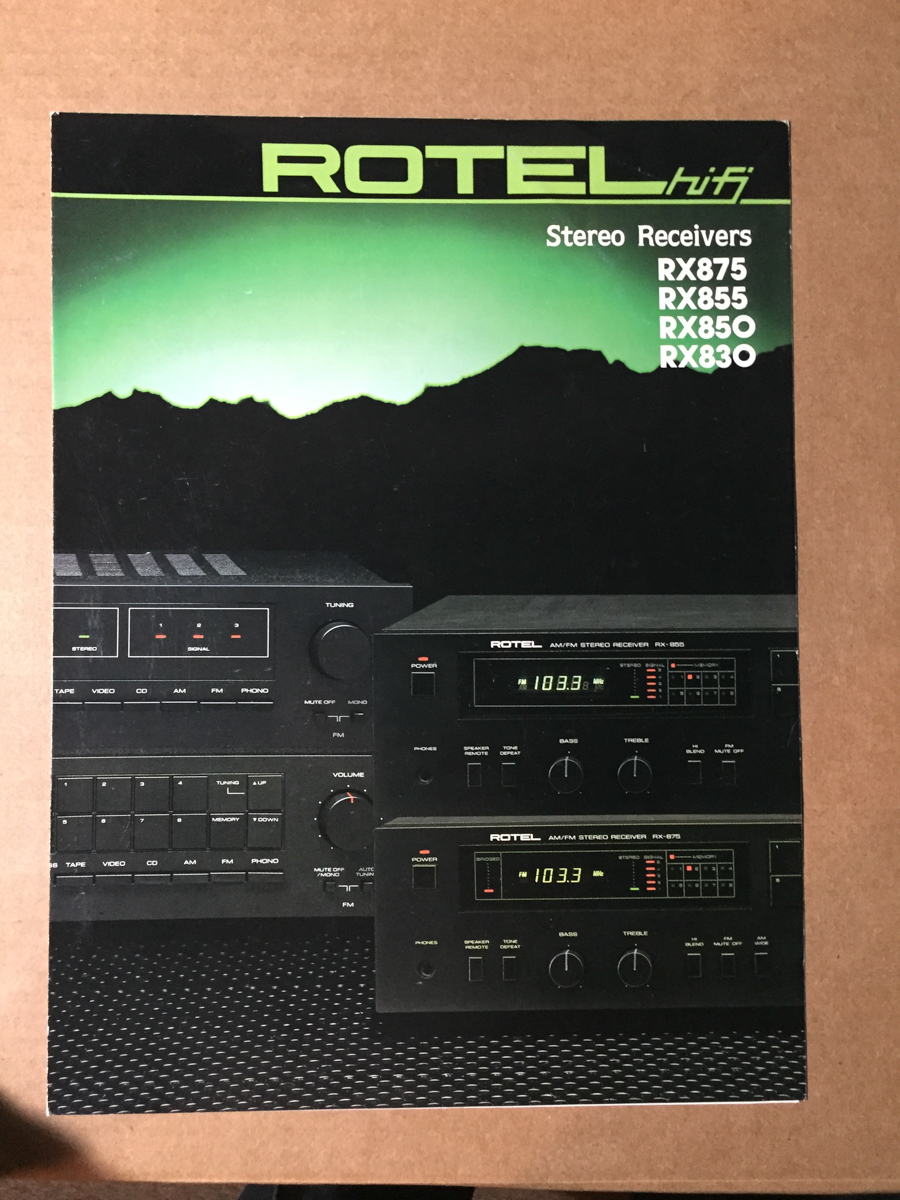 ROTEL hifi
Stereo Receivers
RX875
RX855
RX850
RX830
STEREO
1 2 3
SIGNAL
TUNING
TAPE VIDEO CD AM FM PHONO
MUTE OFF MONO
FM
ROTEL AM/FM STEREO RECEIVER RX-855
POWER
FM 103.3 MHz
STEREO SIGNAL MEMORY
PHONES
SPEAKER REMOTE
TONE DEFEAT
BASS
TREBLE
HI BLEND
FM MUTE OFF
1 2 3 4 TUNING ▲UP
5 6 7 8 MEMORY ▼DOWN
VOLUME
SS TAPE VIDEO CD AM FM PHONO
MUTE OFF /MONO
AUTO TUNIN
FM
ROTEL AM/FM STEREO RECEIVER RX-875
POWER
BRIDGED
FM 103.3 MHz
STEREO SIGNAL MEMORY
PHONES
SPEAKER REMOTE
TONE DEFEAT
BASS
TREBLE
HI BLEND
FM MUTE OFF
AM WIDE